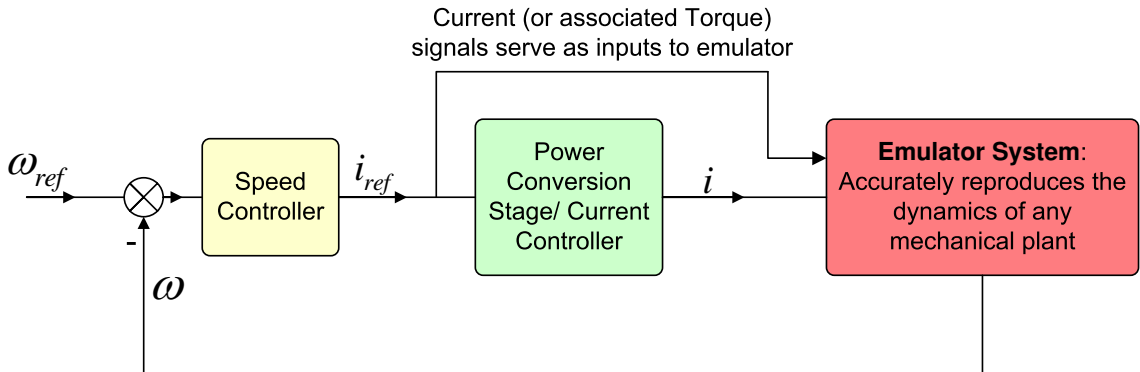 Current (or associated Torque)
signals serve as inputs to emulator
ω_ref
Speed
Controller
i_ref
Power
Conversion
Stage/ Current
Controller
i
Emulator System:
Accurately reproduces the
dynamics of any
mechanical plant
-
ω